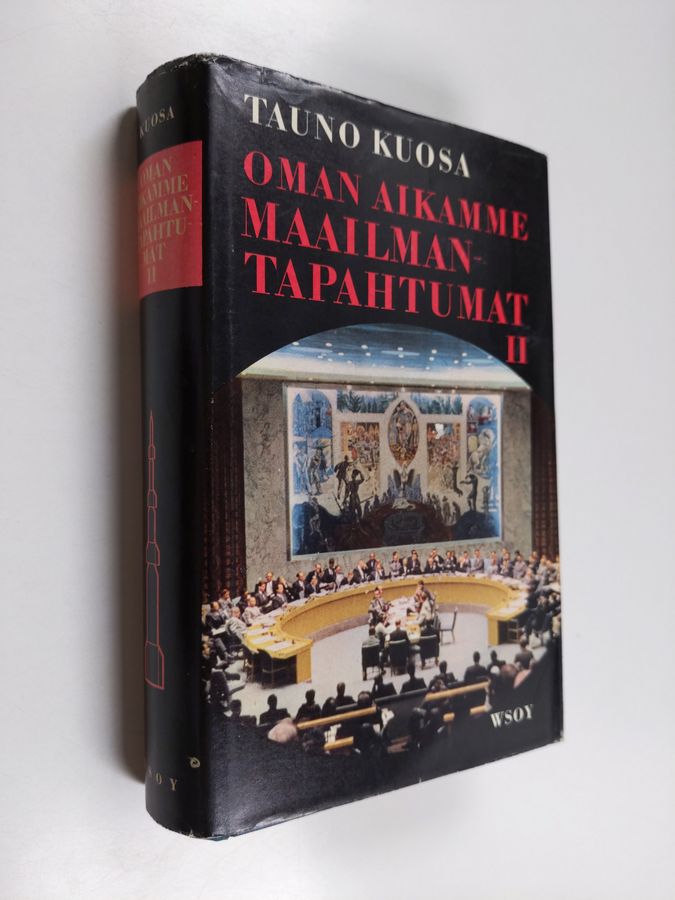 TAUNO KUOSA
OMAN AIKAMME
MAAILMAN-
TAPAHTUMAT
II
WSOY
KUOSA
OMAN
AIKAMME
MAAILMAN-
TAPAHTU-
MAT
II
WSOY